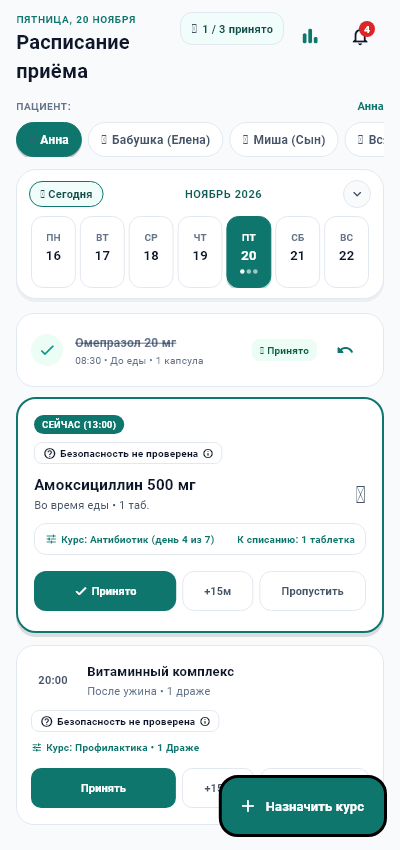 ПЯТНИЦА, 20 НОЯБРЯ
Расписание
приёма
1 / 3 принято
4
ПАЦИЕНТ:
Анна
Анна
Бабушка (Елена)
Миша (Сын)
Сегодня
НОЯБРЬ 2026
ПН
ВТ
СР
ЧТ
ПТ
СБ
ВС
16
17
18
19
20
21
22
Омепразол 20 мг
08:30 • До еды • 1 капсула
Принято
СЕЙЧАС (13:00)
Безопасность не проверена
Амоксициллин 500 мг
Во время еды • 1 таб.
Курс: Антибиотик (день 4 из 7)
К списанию: 1 таблетка
Принято
+15м
Пропустить
20:00
Витаминный комплекс
После ужина • 1 драже
Безопасность не проверена
Курс: Профилактика • 1 Драже
Принять
Назначить курс